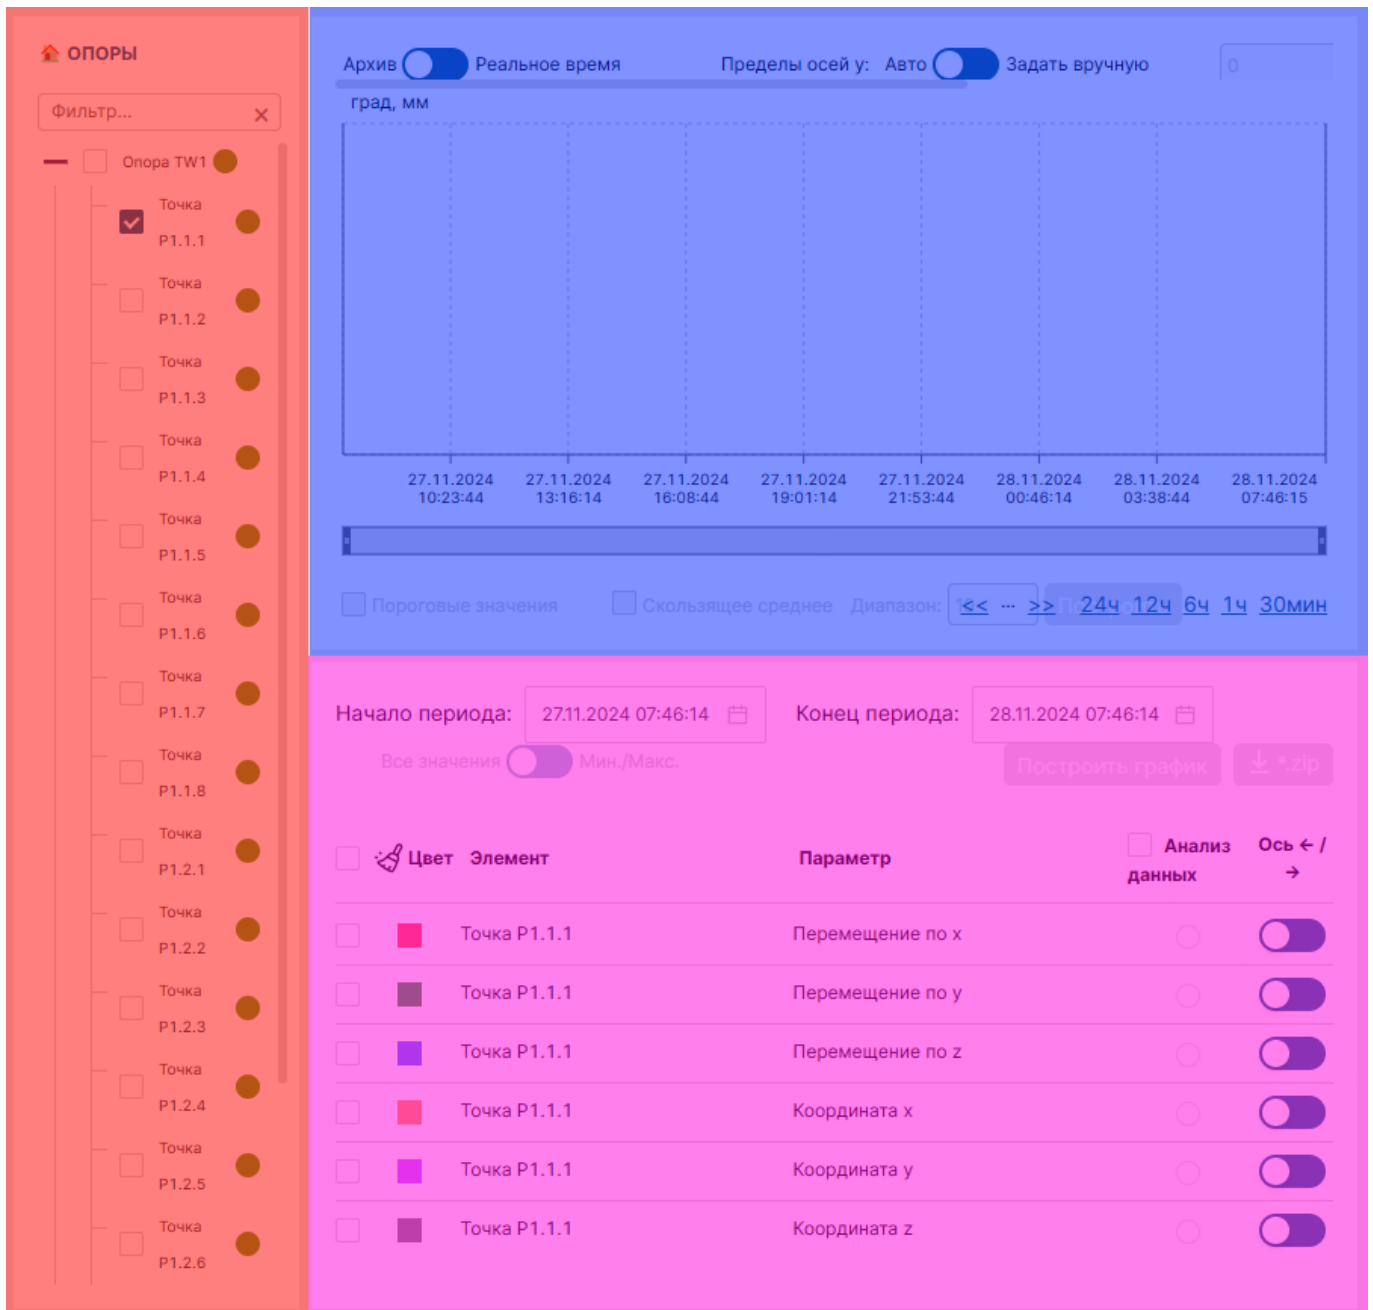 ОПОРЫ
Фильтр...
Опора TW1
Точка
P1.1.1
Точка
P1.1.2
Точка
P1.1.3
Точка
P1.1.4
Точка
P1.1.5
Точка
P1.1.6
Точка
P1.1.7
Точка
P1.1.8
Точка
P1.2.1
Точка
P1.2.2
Точка
P1.2.3
Точка
P1.2.4
Точка
P1.2.5
Точка
P1.2.6
Архив Реальное время Пределы осей y: Авто Задать вручную 0
град, мм
27.11.2024 27.11.2024 27.11.2024 27.11.2024 27.11.2024 28.11.2024 28.11.2024 28.11.2024
10:23:44 13:16:14 16:08:44 19:01:14 21:53:44 00:46:14 03:38:44 07:46:15
Пороговые значения Скользящее среднее Диапазон: << ... >> 24ч 12ч 6ч 1ч 30мин
Начало периода: 27.11.2024 07:46:14 Конец периода: 28.11.2024 07:46:14
Все значения Мин./Макс. Построить график *.zip
Цвет Элемент Параметр Анализ данных Ось ← / →
Точка P1.1.1 Перемещение по x
Точка P1.1.1 Перемещение по y
Точка P1.1.1 Перемещение по z
Точка P1.1.1 Координата x
Точка P1.1.1 Координата y
Точка P1.1.1 Координата z